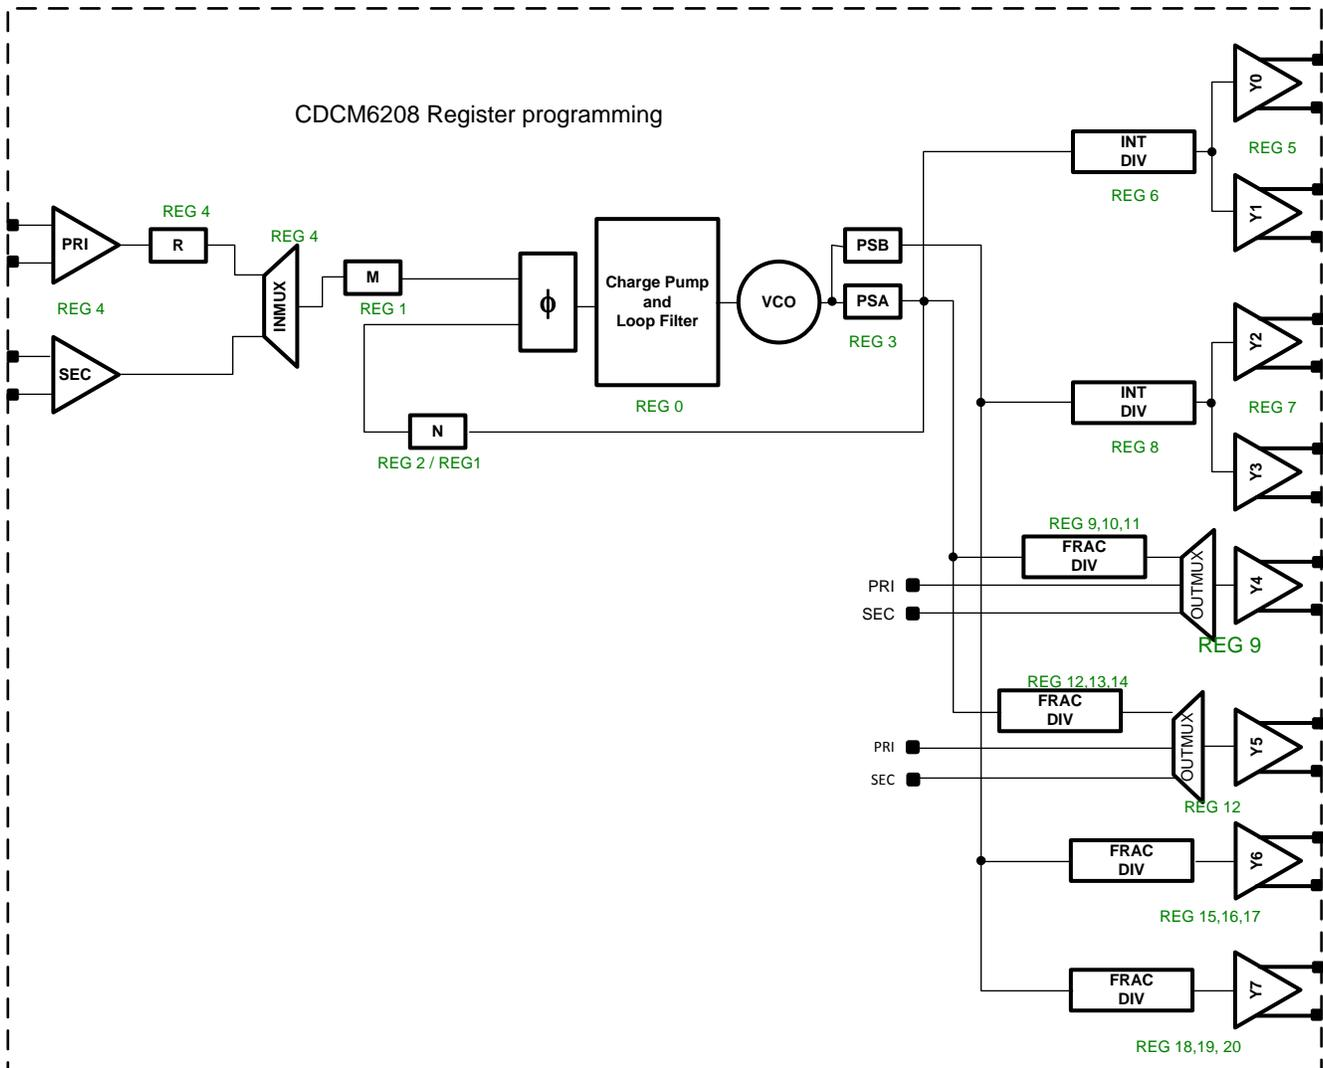 CDCM6208 Register programming
PRI
REG 4
REG 4
R
REG 4
INMUX
SEC
M
REG 1
ϕ
Charge Pump
and
Loop Filter
REG 0
VCO
PSB
PSA
REG 3
N
REG 2 / REG1
INT
DIV
REG 6
Y0
REG 5
Y1
INT
DIV
REG 8
Y2
REG 7
Y3
REG 9,10,11
FRAC
DIV
PRI
SEC
OUTMUX
Y4
REG 9
REG 12,13,14
FRAC
DIV
PRI
SEC
OUTMUX
Y5
REG 12
FRAC
DIV
Y6
REG 15,16,17
FRAC
DIV
Y7
REG 18,19, 20